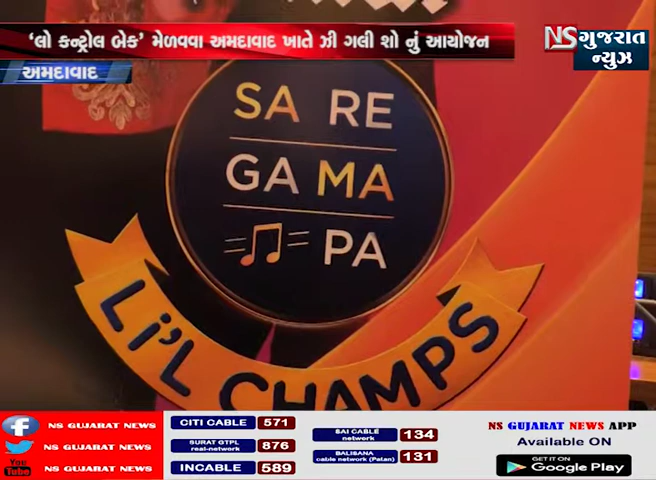 'લો કન્ટ્રોલ બેક' મેળવવા અમદાવાદ ખાતે ઝી ગલી શો નું આયોજન
NS ગુજરાત
ન્યુઝ
અમદાવાદ
SA RE
GA MA
PA
Li'L CHAMPS
f NS GUJARAT NEWS
NS GUJARAT NEWS
You Tube NS GUJARAT NEWS
CITI CABLE 571
SURAT GTPL real-network 876
INCABLE 589
SAI CABLE network 134
BALISANA cable network (Patan) 131
NS GUJARAT NEWS APP
Available ON
GET IT ON
Google Play